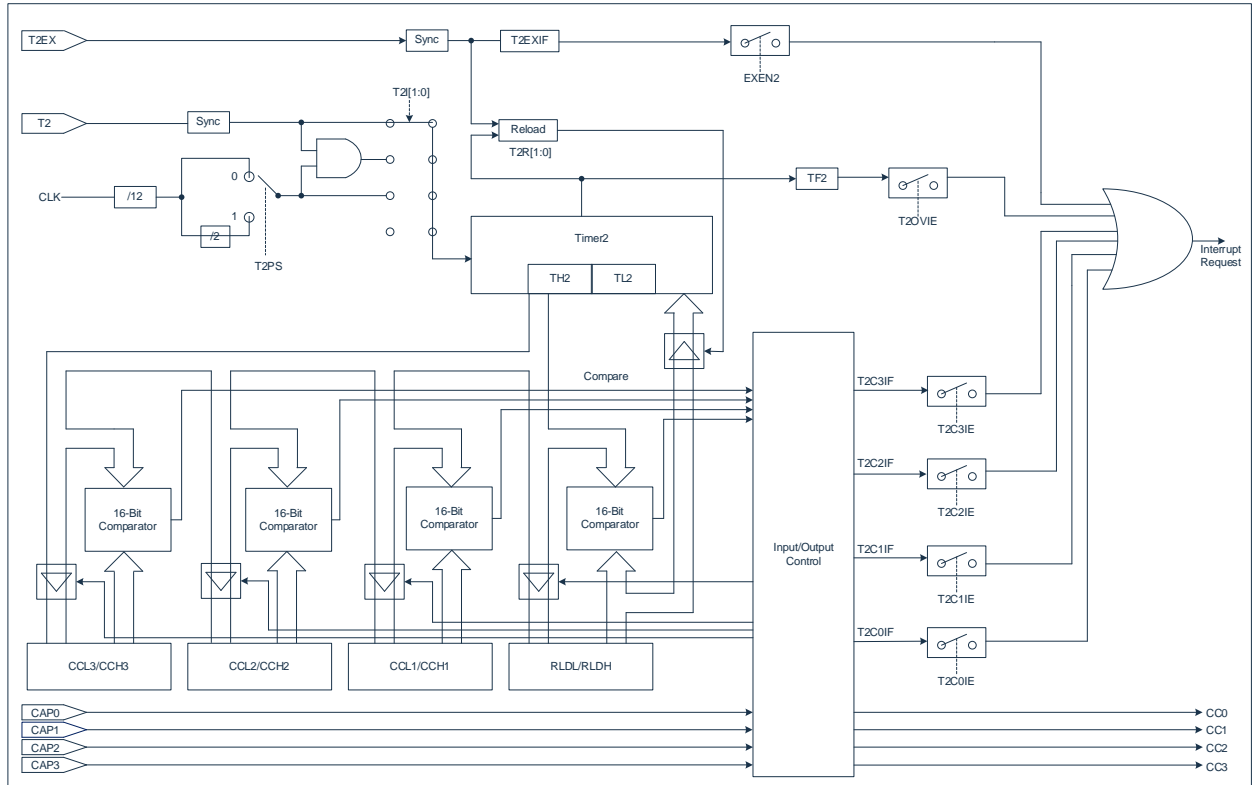 T2EX
Sync
T2EXIF
EXEN2
T2I[1:0]
T2
Sync
Reload
T2R[1:0]
CLK
/12
0
1
/2
T2PS
TF2
T2OVIE
Timer2
TH2
TL2
Interrupt
Request
Compare
T2C3IF
T2C3IE
T2C2IF
T2C2IE
T2C1IF
T2C1IE
T2C0IF
T2C0IE
16-Bit
Comparator
16-Bit
Comparator
16-Bit
Comparator
16-Bit
Comparator
Input/Output
Control
CCL3/CCH3
CCL2/CCH2
CCL1/CCH1
RLDL/RLDH
CAP0
CAP1
CAP2
CAP3
CC0
CC1
CC2
CC3